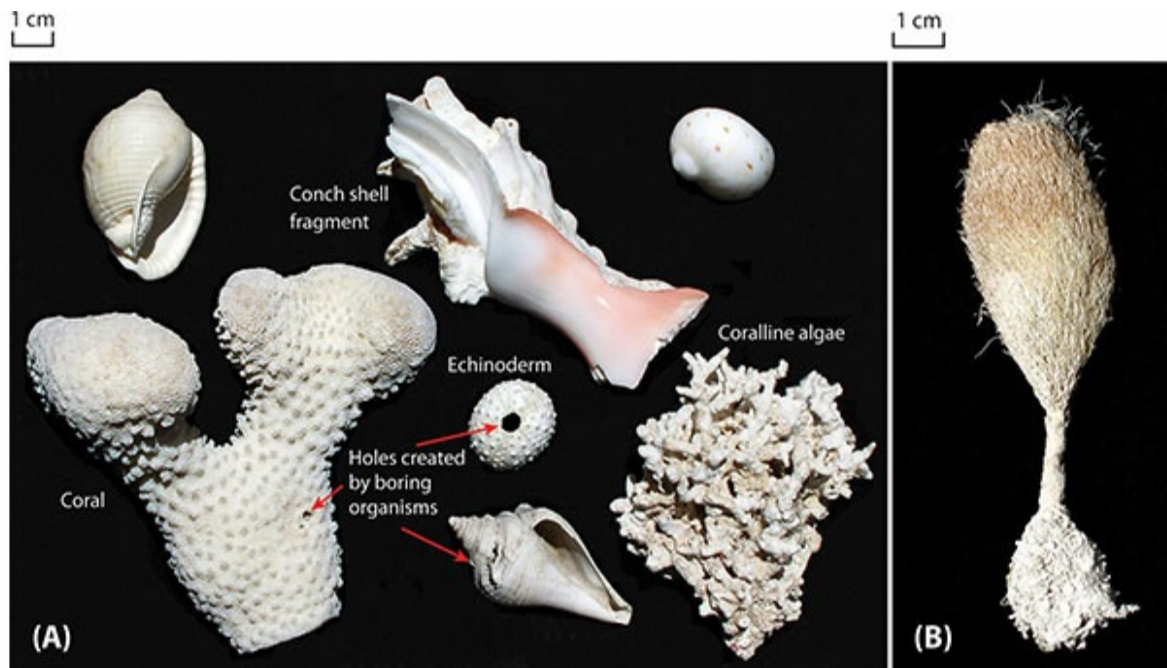 1 cm
1 cm
Conch shell
fragment
Coralline algae
Echinoderm
Holes created
by boring
organisms
Coral
(A)
(B)